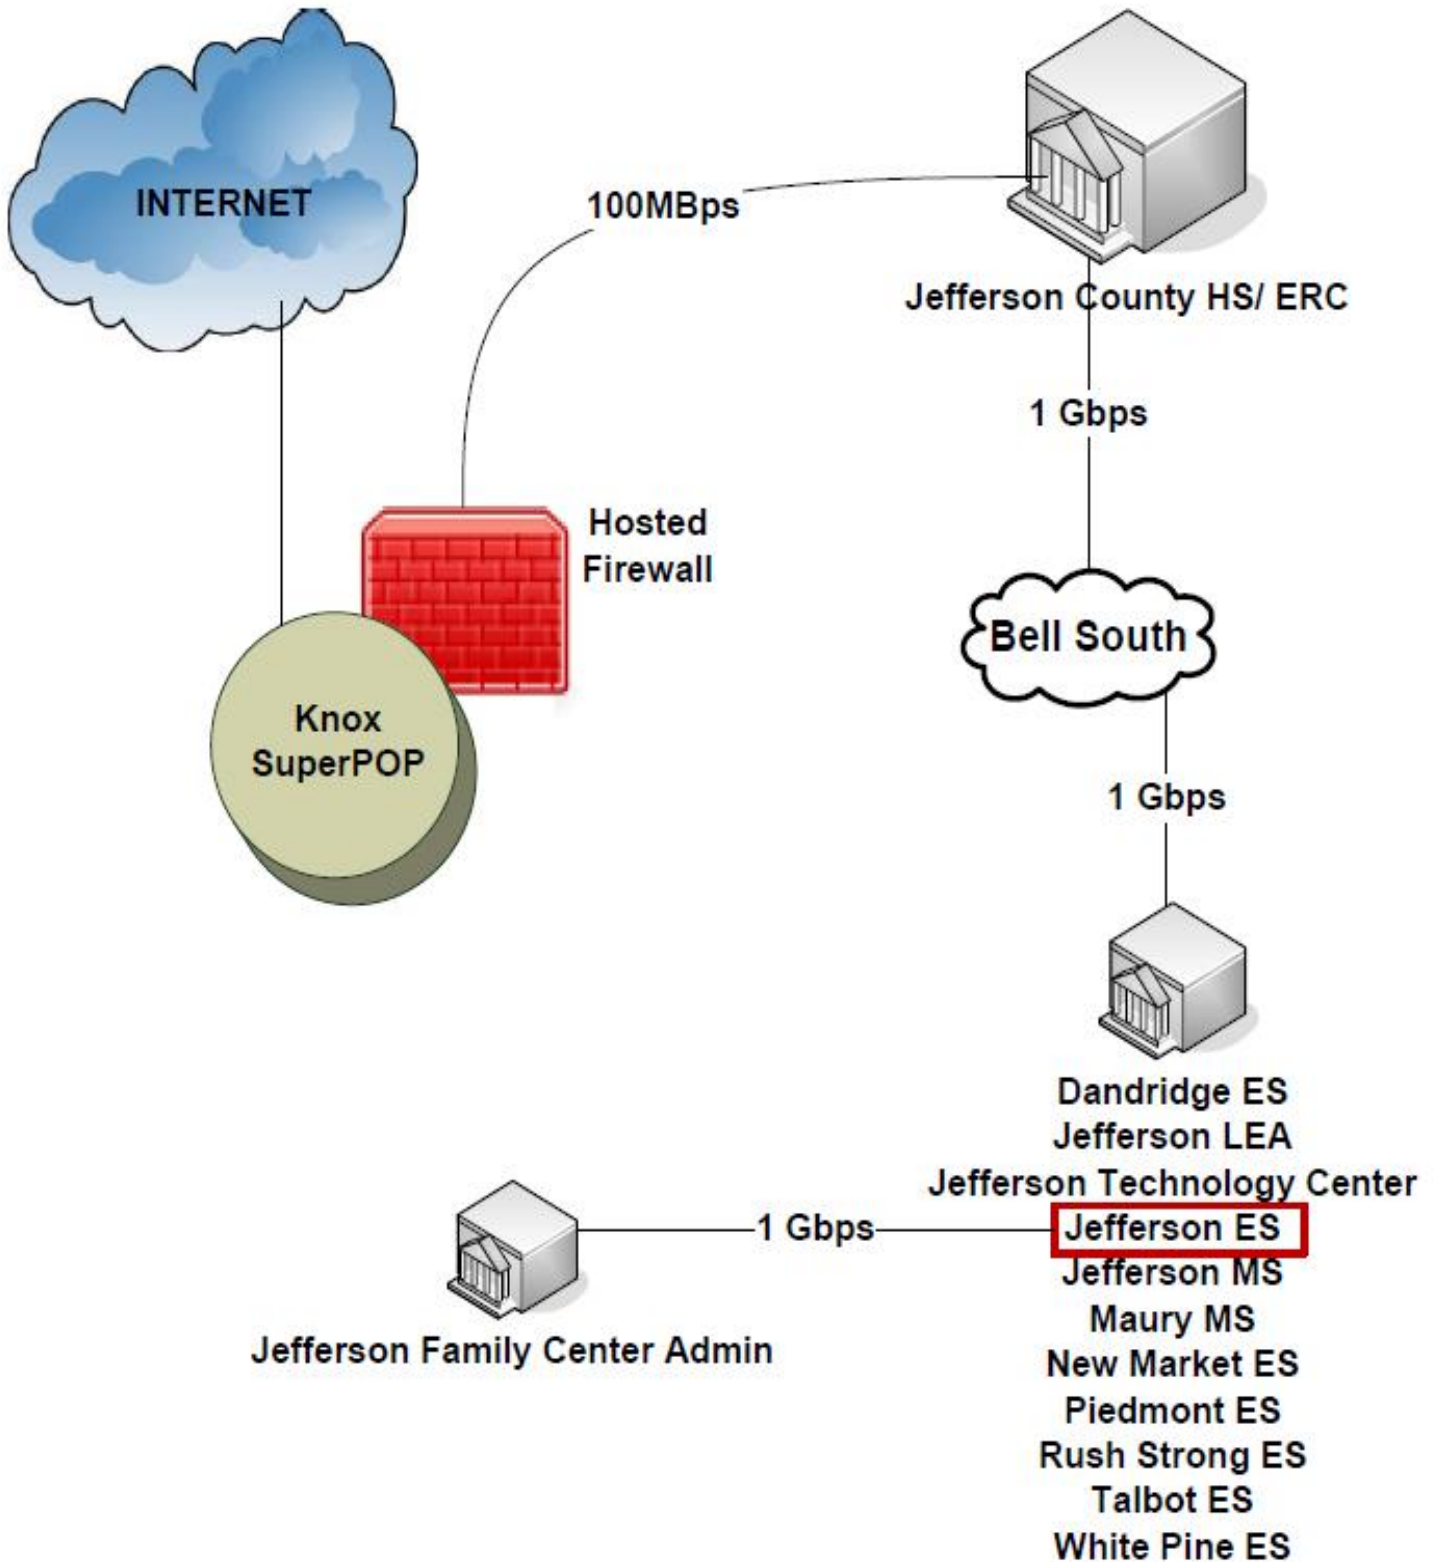 INTERNET
100MBps
Jefferson County HS/ ERC
1 Gbps
Hosted
Firewall
Bell South
Knox
SuperPOP
1 Gbps
Dandridge ES
Jefferson LEA
Jefferson Technology Center
1 Gbps
Jefferson ES
Jefferson MS
Maury MS
Jefferson Family Center Admin
New Market ES
Piedmont ES
Rush Strong ES
Talbot ES
White Pine ES